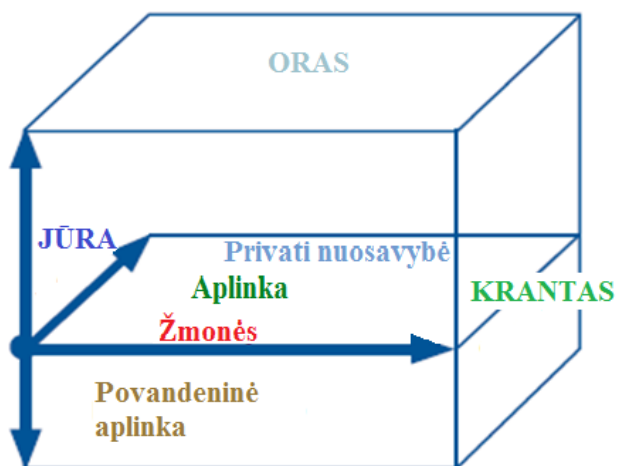 ORAS
JŪRA
Privati nuosavybė
Aplinka
KRANTAS
Žmonės
Povandeninė
aplinka